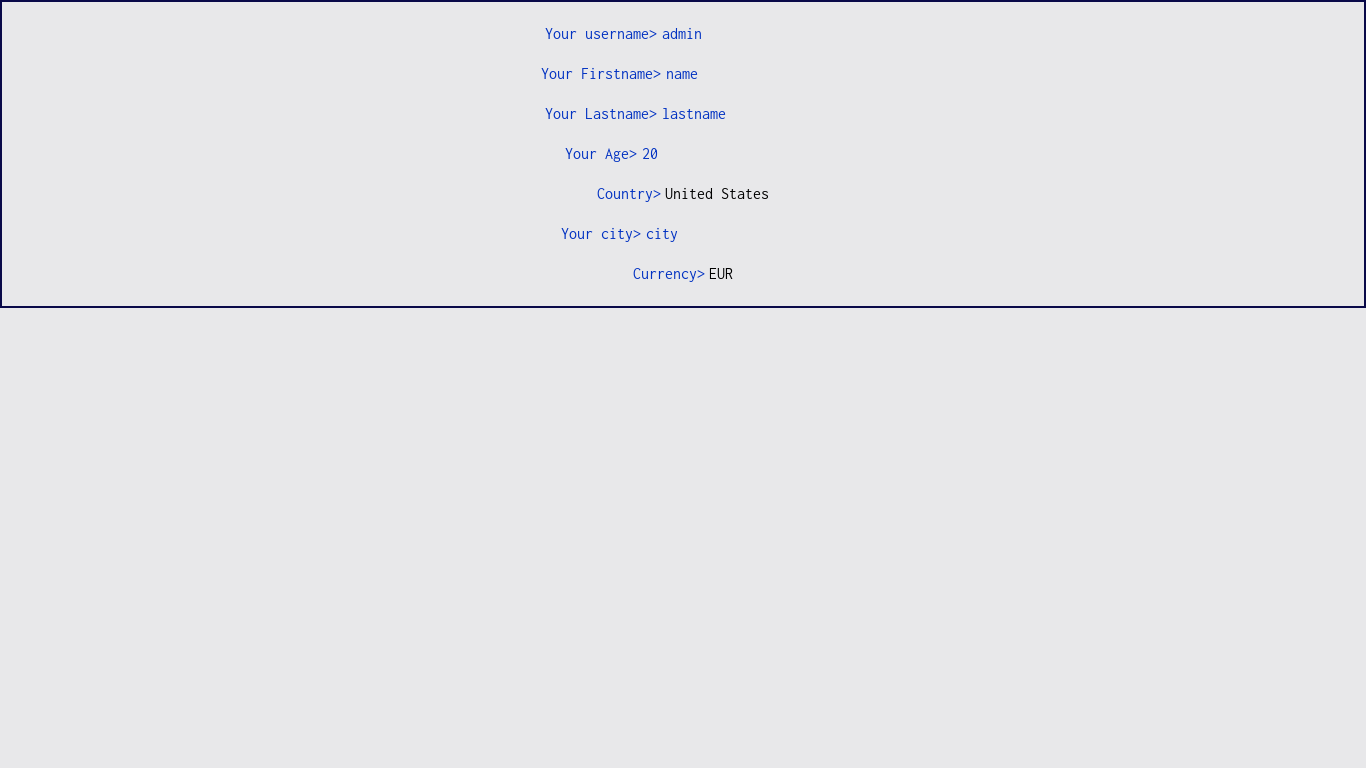 Your username> admin
Your Firstname> name
Your Lastname> lastname
Your Age> 20
Country> United States
Your city> city
Currency> EUR